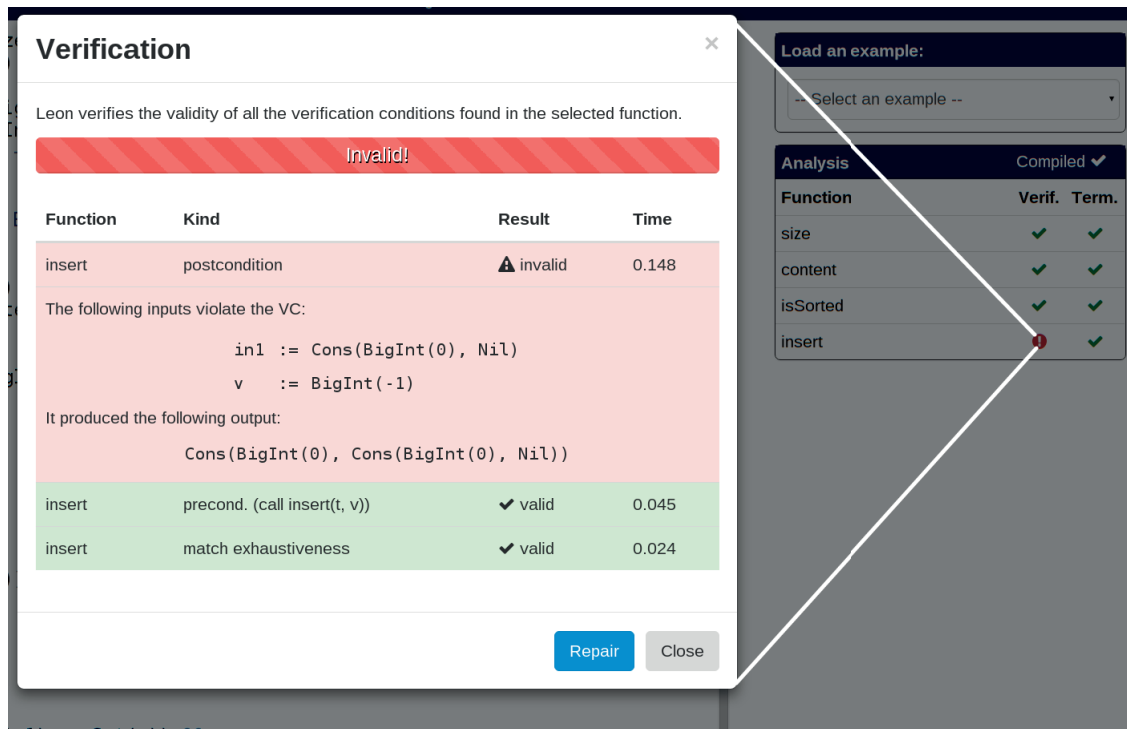 Verification ×
Leon verifies the validity of all the verification conditions found in the selected function.
Invalid!
Function Kind Result Time
insert postcondition invalid 0.148
The following inputs violate the VC:
in1 := Cons(BigInt(0), Nil)
v := BigInt(-1)
It produced the following output:
Cons(BigInt(0), Cons(BigInt(0), Nil))
insert precond. (call insert(t, v)) valid 0.045
insert match exhaustiveness valid 0.024
Repair Close
Load an example:
-- Select an example --
Analysis Compiled
Function Verif. Term.
size
content
isSorted
insert